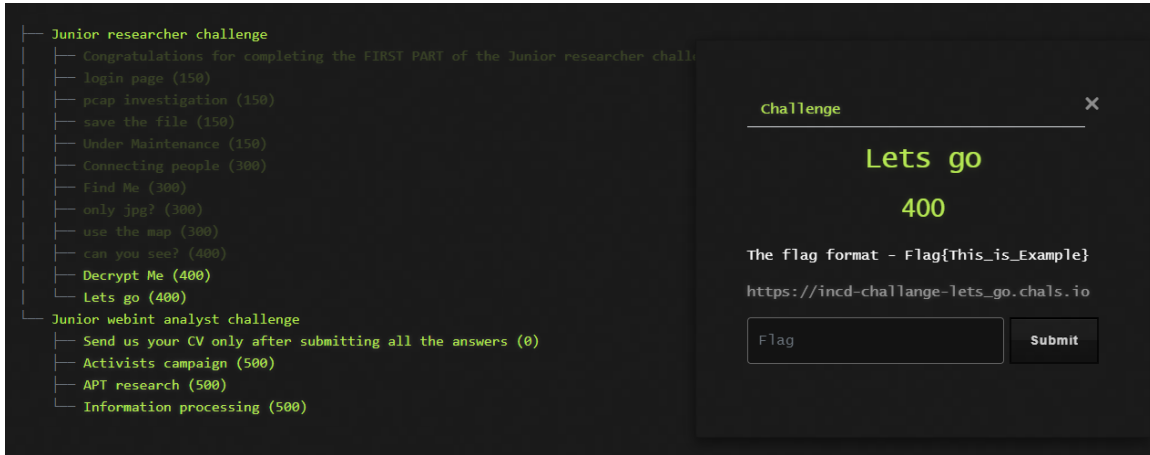 Junior researcher challenge
Congratulations for completing the FIRST PART of the Junior researcher
login page (150)
pcap investigation (150)
save the file (150)
Under Maintenance (150)
Connecting people (300)
Find Me (300)
only jpg? (300)
use the map (300)
can you see? (400)
Decrypt Me (400)
Lets go (400)
Junior webint analyst challenge
Send us your CV only after submitting all the answers (0)
Activists campaign (500)
APT research (500)
Information processing (500)
Challenge ×
Lets go
400
The flag format - Flag{This_is_Example}
https://incd-challange-lets_go.chals.io
Flag Submit